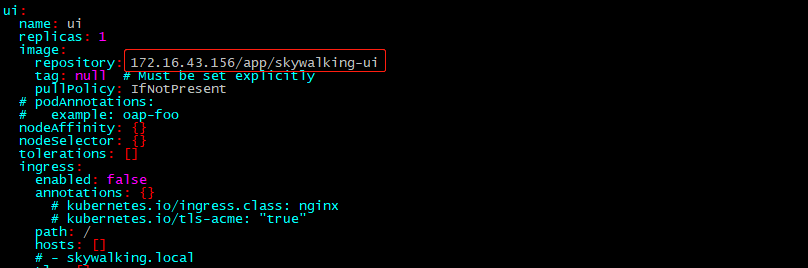 ui:
  name: ui
  replicas: 1
  image:
    repository: 172.16.43.156/app/skywalking-ui
    tag: null  # Must be set explicitly
    pullPolicy: IfNotPresent
  # podAnnotations:
  #   example: oap-foo
  nodeAffinity: {}
  nodeSelector: {}
  tolerations: []
  ingress:
    enabled: false
    annotations: {}
      # kubernetes.io/ingress.class: nginx
      # kubernetes.io/tls-acme: "true"
    path: /
    hosts: []
    # - skywalking.local